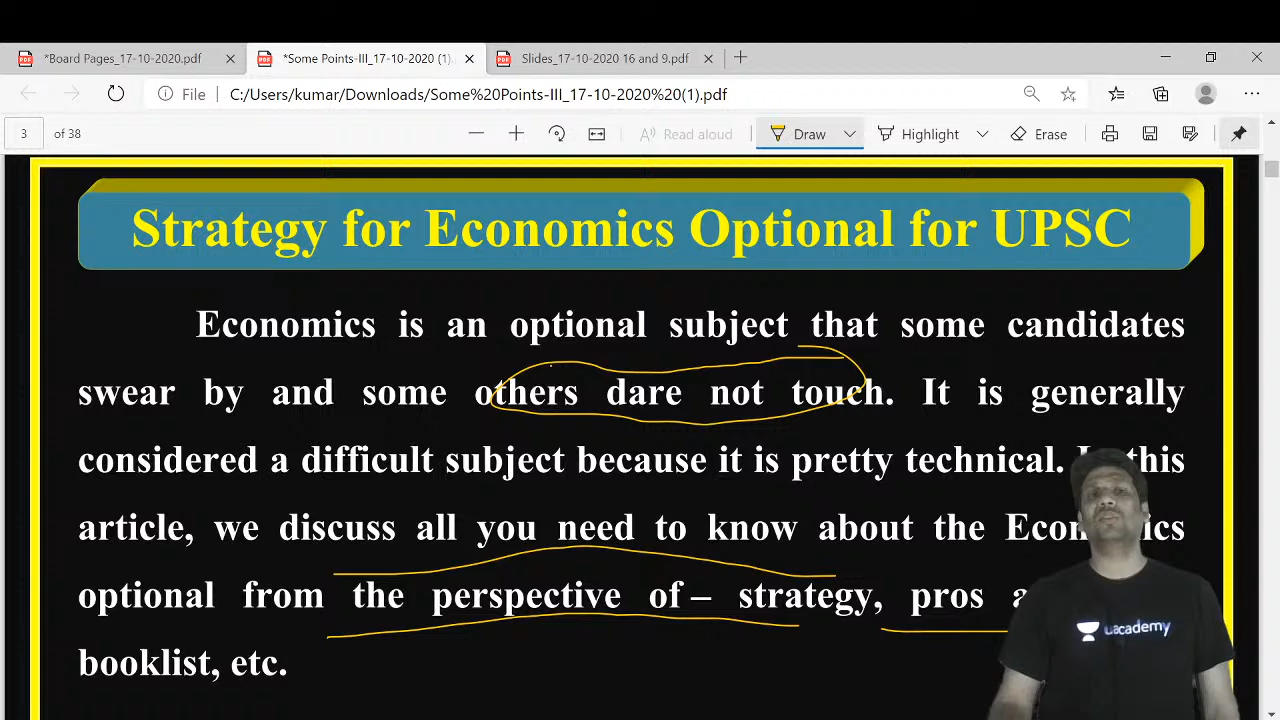 *Board Pages_17-10-2020.pdf
*Some Points-III_17-10-2020 (1).
Slides_17-10-2020 16 and 9.pdf
File C:/Users/kumar/Downloads/Some%20Points-III_17-10-2020%20(1).pdf
3 of 38 Read aloud Draw Highlight Erase
Strategy for Economics Optional for UPSC
Economics is an optional subject that some candidates
swear by and some others dare not touch. It is generally
considered a difficult subject because it is pretty technical. this
article, we discuss all you need to know about the
optional from the perspective of – strategy, pros
booklist, etc.
unacademy